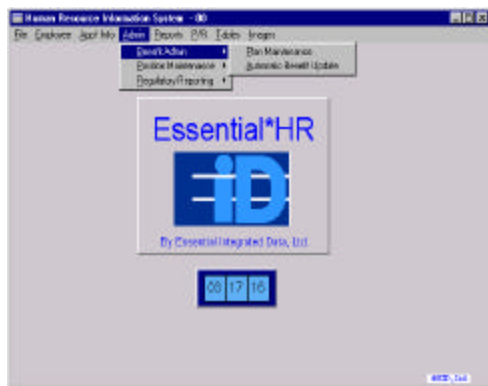 Human Resource Information System - 00
File Employee Appl Info Admin Reports P/R Tables Images
Benefit Admin
Plan Maintenance
Position Maintenance
Automatic Benefit Update
Regulatory Reporting
Essential*HR
EiD
By Essential Integrated Data, Ltd.
08 17 16